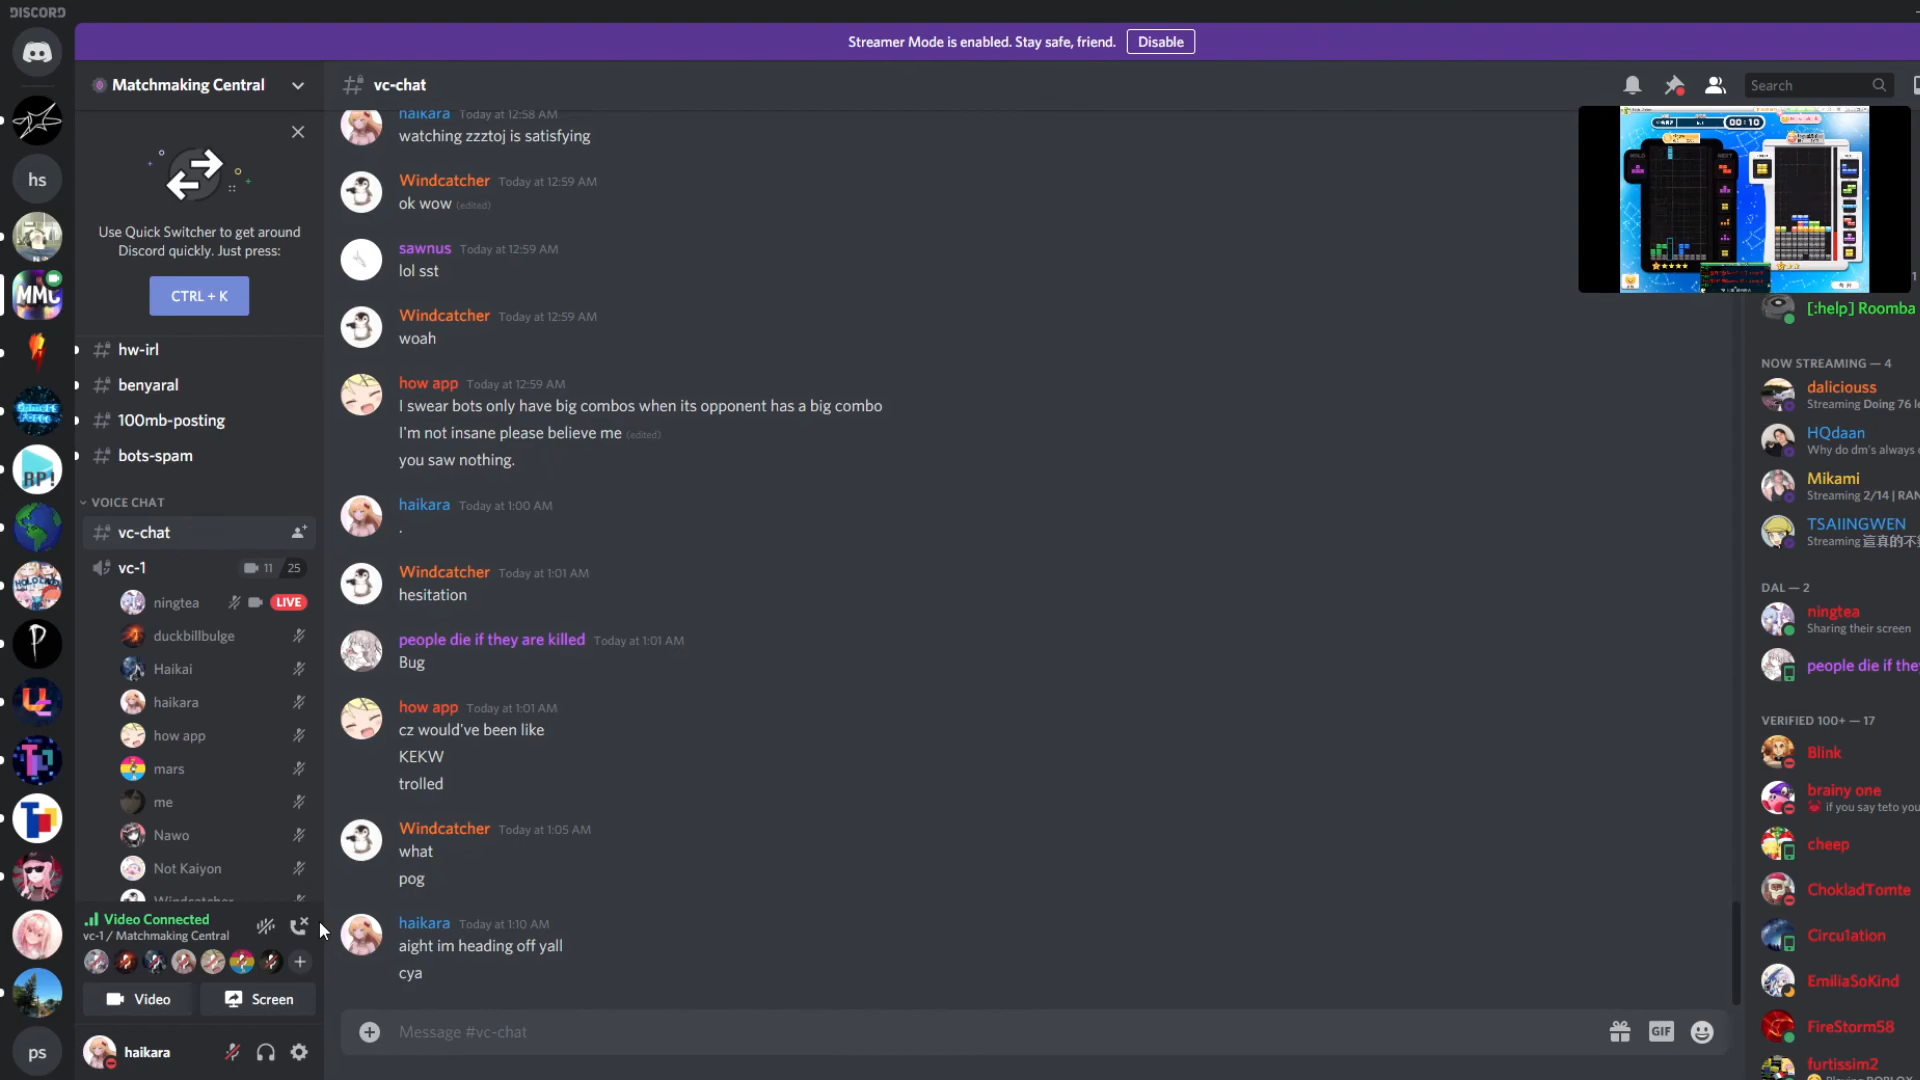 DISCORD
Streamer Mode is enabled. Stay safe, friend.
Disable
Matchmaking Central
vc-chat
Search
Use Quick Switcher to get around
Discord quickly. Just press:
CTRL + K
hs
MMC
RP!
ps
hw-irl
benyaral
100mb-posting
bots-spam
VOICE CHAT
vc-chat
vc-1
11
25
ningtea
LIVE
duckbillbulge
Haikai
haikara
how app
mars
me
Nawo
Not Kaiyon
Windcatcher
Video Connected
vc-1 / Matchmaking Central
Video
Screen
haikara
haikara Today at 12:58 AM
watching zzztoj is satisfying
Windcatcher Today at 12:59 AM
ok wow (edited)
sawnus Today at 12:59 AM
lol sst
Windcatcher Today at 12:59 AM
woah
how app Today at 12:59 AM
I swear bots only have big combos when its opponent has a big combo
I'm not insane please believe me (edited)
you saw nothing.
haikara Today at 1:00 AM
.
Windcatcher Today at 1:01 AM
hesitation
people die if they are killed Today at 1:01 AM
Bug
how app Today at 1:01 AM
cz would've been like
KEKW
trolled
Windcatcher Today at 1:05 AM
what
pog
haikara Today at 1:10 AM
aight im heading off yall
cya
Message #vc-chat
GIF
00:10
HOLD
NEXT
[:help] Roomba
NOW STREAMING — 4
daliciouss
Streaming Doing 76 le
HQdaan
Why do dm's always
Mikami
Streaming 2/14 | RAN
TSAIINGWEN
Streaming 這真的不
DAL — 2
ningtea
Sharing their screen
people die if they
VERIFIED 100+ — 17
Blink
brainy one
if you say teto you
cheep
ChokladTomte
Circu1ation
EmiliaSoKind
FireStorm58
furtissim2
Playing ROBLOX